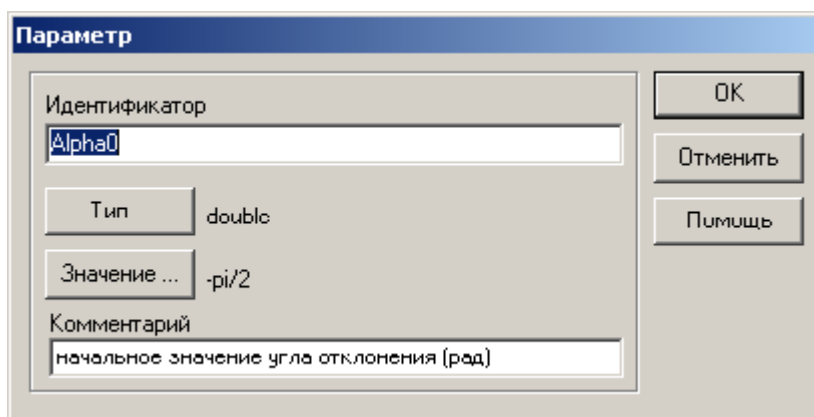 Параметр
Идентификатор
Alpha0
Тип
double
Значение ...
-pi/2
Комментарий
начальное значение угла отклонения (рад)
OK
Отменить
Помощь